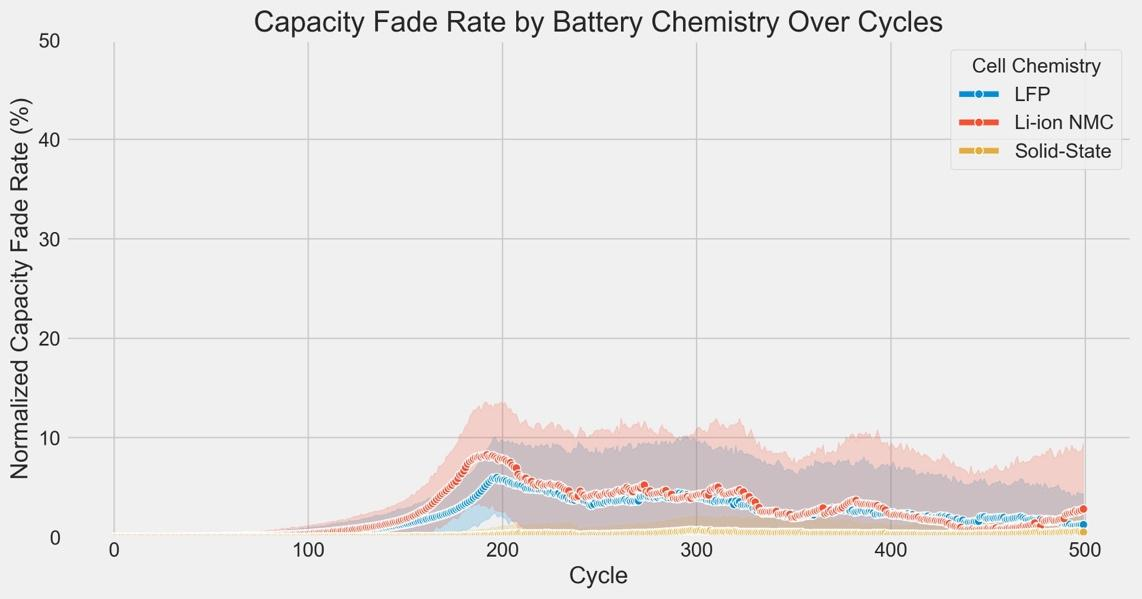 Capacity Fade Rate by Battery Chemistry Over Cycles
50
40
30
20
10
0
Normalized Capacity Fade Rate (%)
Cell Chemistry
LFP
Li-ion NMC
Solid-State
0 100 200 300 400 500
Cycle